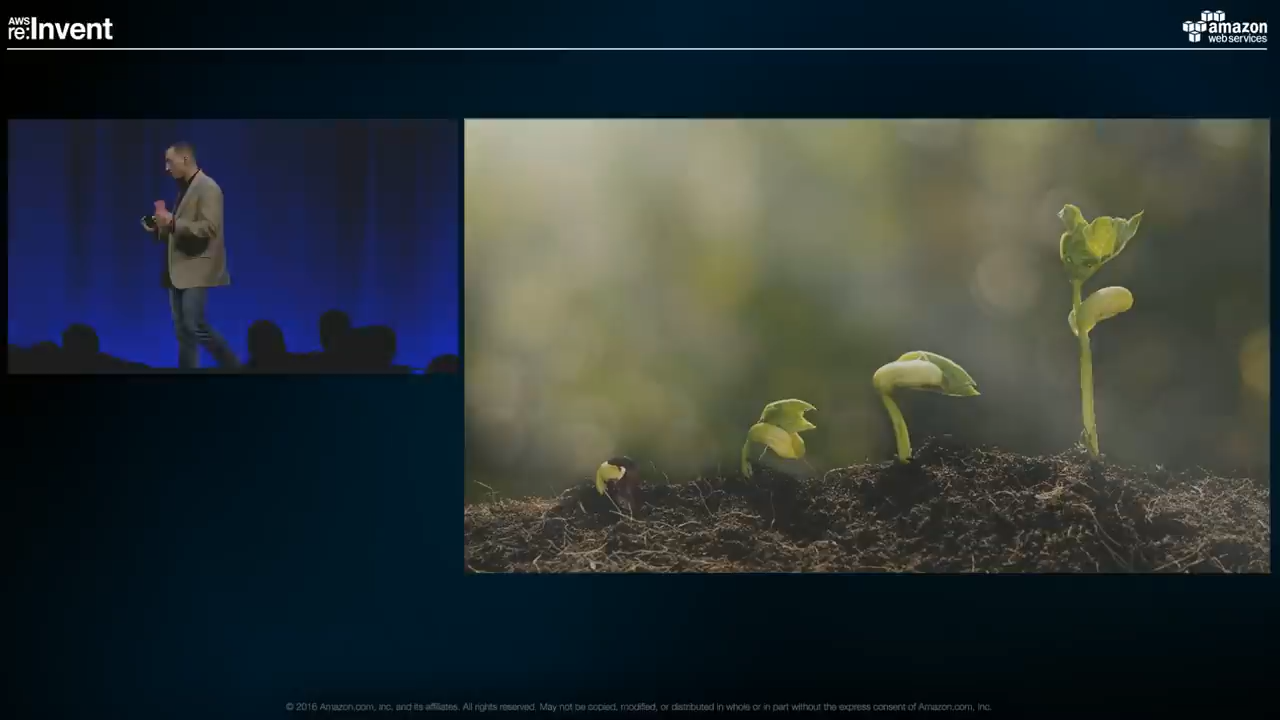 AWS
re:Invent
amazon
web services
© 2016 Amazon.com, Inc. and its affiliates. All rights reserved. May not be copied, modified, or distributed in whole or in part without the express consent of Amazon.com, Inc.